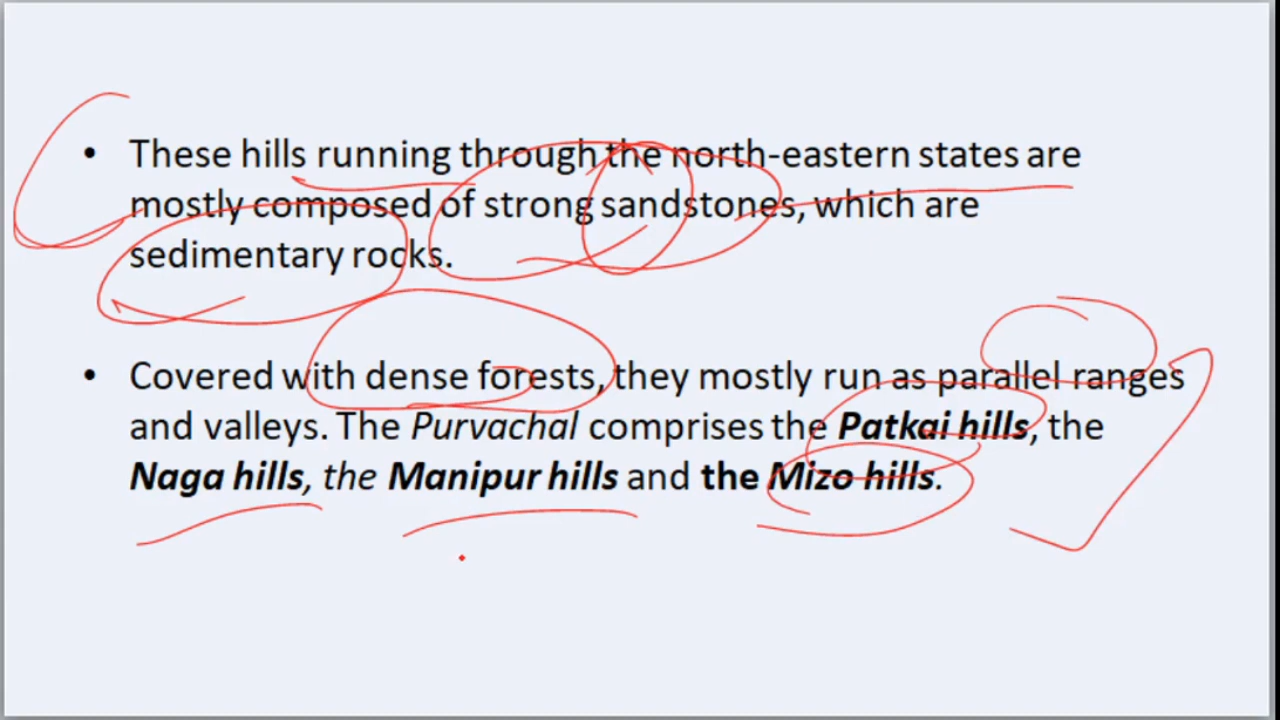 • These hills running through the north-eastern states are
mostly composed of strong sandstones, which are
sedimentary rocks.
• Covered with dense forests, they mostly run as parallel ranges
and valleys. The Purvachal comprises the Patkai hills, the
Naga hills, the Manipur hills and the Mizo hills.